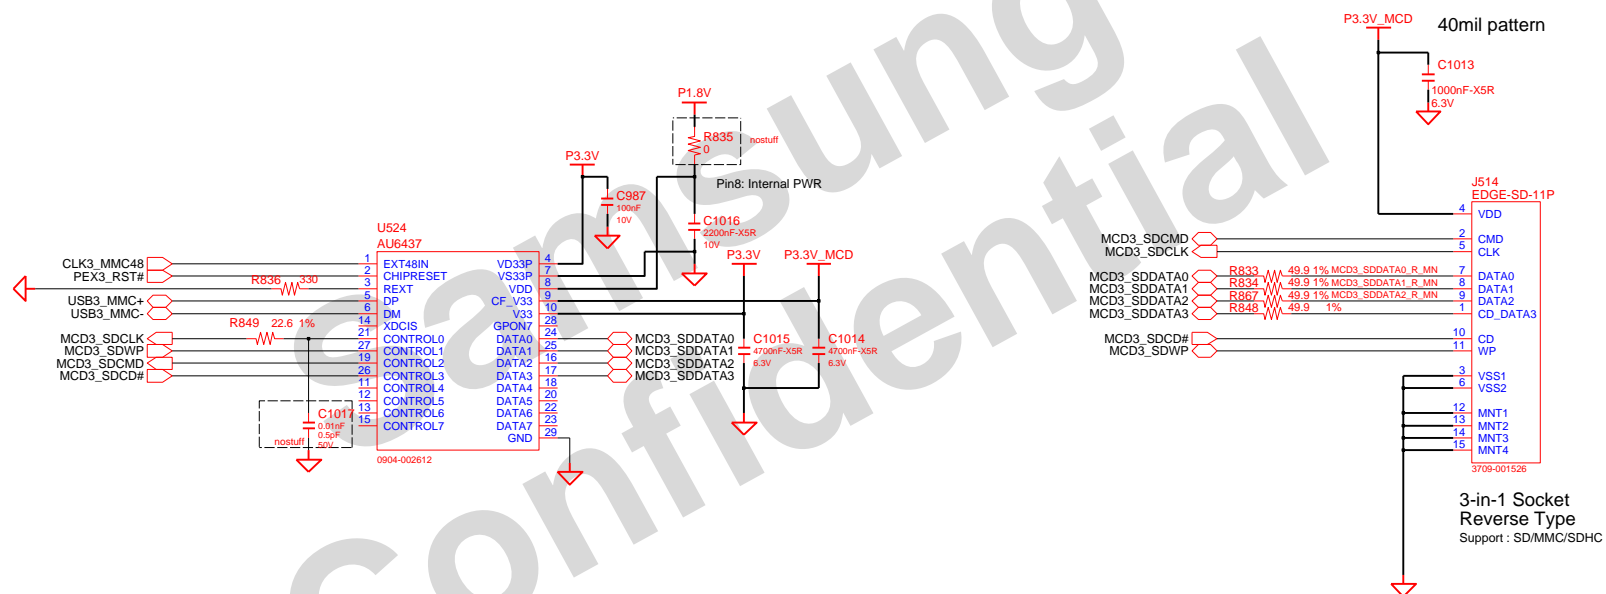 P3.3V_MCD
40mil pattern
C1013
1000nF-X5R
6.3V
P1.8V
R835
0
nostuff
P3.3V
Pin8: Internal PWR
C987
100nF
10V
C1016
2200nF-X5R
10V
U524
AU6437
P3.3V
P3.3V_MCD
J514
EDGE-SD-11P
CLK3_MMC48 1 EXT48IN VD33P 4
PEX3_RST# 2 CHIPRESET VS33P 7
R836 330 3 REXT VDD 8
USB3_MMC+ 5 DP CF_V33 9
USB3_MMC- 6 DM V33 10
14 XDCIS GPON7 28
R849 22.6 1%
MCD3_SDCLK 21 CONTROL0 DATA0 24 MCD3_SDDATA0
MCD3_SDWP 27 CONTROL1 DATA1 25 MCD3_SDDATA1
MCD3_SDCMD 19 CONTROL2 DATA2 16 MCD3_SDDATA2
MCD3_SDCD# 26 CONTROL3 DATA3 17 MCD3_SDDATA3
11 CONTROL4 DATA4 18
12 CONTROL5 DATA5 20
13 CONTROL6 DATA6 22
15 CONTROL7 DATA7 23
GND 29
0904-002612
C1017
0.01nF
0.5pF
50V
nostuff
C1015
4700nF-X5R
6.3V
C1014
4700nF-X5R
6.3V
4 VDD
MCD3_SDCMD 2 CMD
MCD3_SDCLK 5 CLK
MCD3_SDDATA0 R833 49.9 1% MCD3_SDDATA0_R_MN 7 DATA0
MCD3_SDDATA1 R834 49.9 1% MCD3_SDDATA1_R_MN 8 DATA1
MCD3_SDDATA2 R867 49.9 1% MCD3_SDDATA2_R_MN 9 DATA2
MCD3_SDDATA3 R848 49.9 1% 1 CD_DATA3
MCD3_SDCD# 10 CD
MCD3_SDWP 11 WP
3 VSS1
6 VSS2
12 MNT1
13 MNT2
14 MNT3
15 MNT4
3709-001526
3-in-1 Socket
Reverse Type
Support : SD/MMC/SDHC
Samsung
Confidential